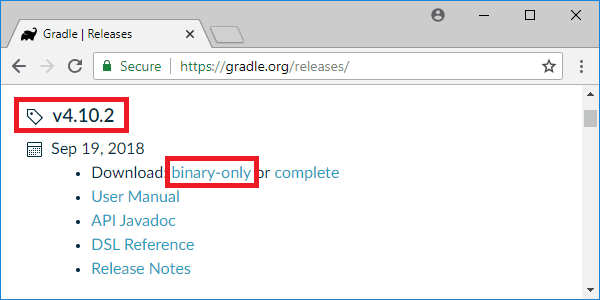 Gradle | Releases
Secure https://gradle.org/releases/
v4.10.2
Sep 19, 2018
Download: binary-only or complete
User Manual
API Javadoc
DSL Reference
Release Notes